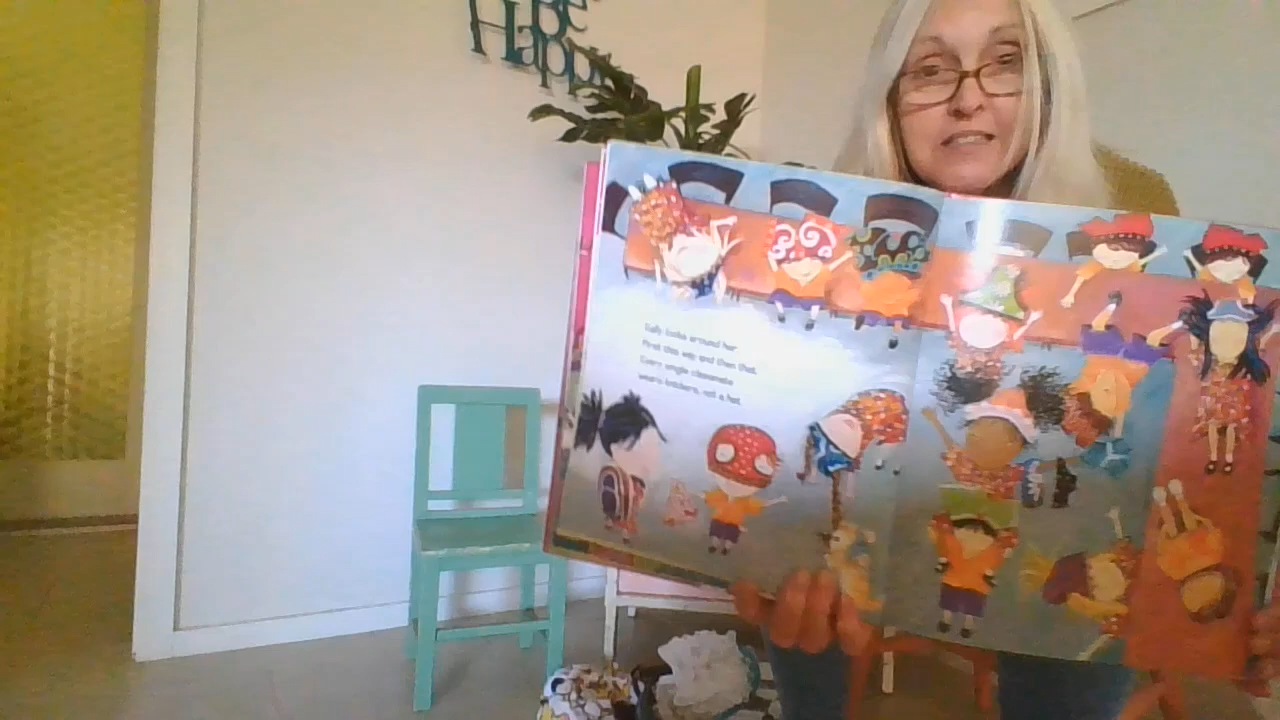 Be
Happy
Sally looks around her
First this way and then that.
Every single classmate
wears knickers, not a hat.